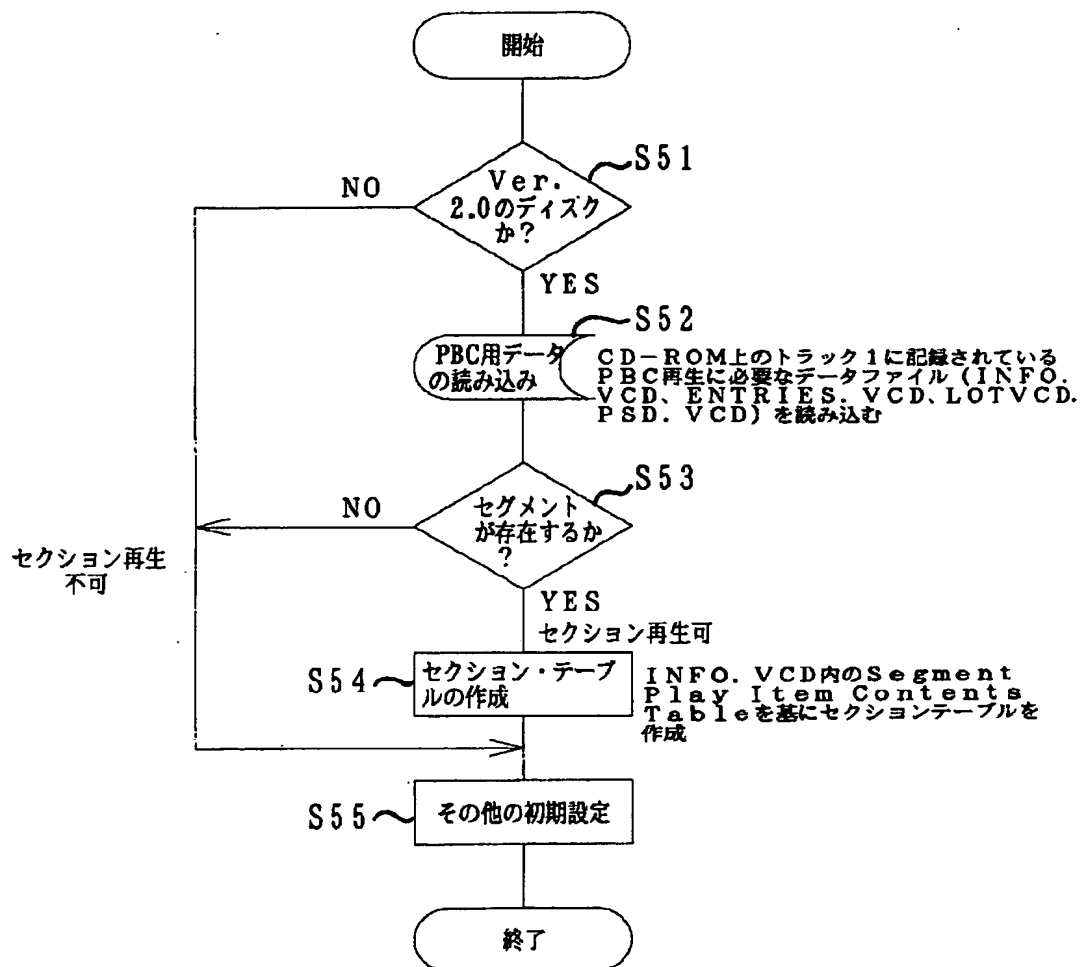 開始
S51
NO
Ver.
2.0のディスク
か?
YES
S52
PBC用データ
の読み込み
CD-ROM上のトラック1に記録されている
PBC再生に必要なデータファイル(INFO.
VCD、ENTRIES.VCD、LOTVCD.
PSD.VCD)を読み込む
S53
NO
セグメント
が存在するか
?
セクション再生
不可
YES
セクション再生可
S54
セクション・テーブ
ルの作成
INFO.VCD内のSegment
Play Item Contents
Tableを基にセクションテーブルを
作成
S55
その他の初期設定
終了